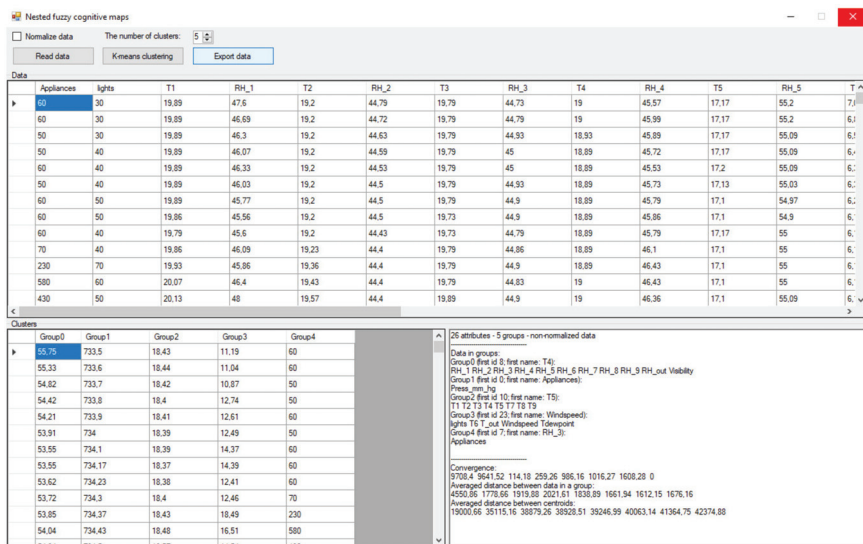 Nested fuzzy cognitive maps
Nomalize data The number of clusters: 5
Read data K-means clustering Export data
Data
Appliances lights T1 RH_1 T2 RH_2 T3 RH_3 T4 RH_4 T5 RH_5
60 30 19,89 47,6 19,2 44,79 19,79 44,73 19 45,57 17,17 55,2
60 30 19,89 46,69 19,2 44,72 19,79 44,79 19 45,99 17,17 55,2
50 30 19,89 46,3 19,2 44,63 19,79 44,93 18,93 45,89 17,17 55,09
50 40 19,89 46,07 19,2 44,59 19,79 45 18,89 45,72 17,17 55,09
60 40 19,89 46,33 19,2 44,53 19,79 45 18,89 45,53 17,2 55,09
50 40 19,89 46,03 19,2 44,5 19,79 44,93 18,89 45,73 17,13 55,03
60 50 19,89 45,77 19,2 44,5 19,79 44,9 18,89 45,79 17,1 54,97
60 50 19,86 45,56 19,2 44,5 19,73 44,9 18,89 45,86 17,1 54,9
60 40 19,79 45,6 19,2 44,43 19,73 44,79 18,89 45,79 17,17 55
70 40 19,86 46,09 19,23 44,4 19,79 44,86 18,89 46,1 17,1 55
230 70 19,93 45,86 19,36 44,4 19,79 44,9 18,89 46,43 17,1 55
580 60 20,07 46,4 19,43 44,4 19,79 44,83 19 46,43 17,1 55
430 50 20,13 48 19,57 44,4 19,89 44,9 19 46,36 17,1 55,09
Clusters
Group0 Group1 Group2 Group3 Group4
55,75 733,5 18,43 11,19 60
55,33 733,6 18,44 11,04 60
54,82 733,7 18,42 10,87 50
54,42 733,8 18,4 12,74 50
54,21 733,9 18,41 12,61 60
53,91 734 18,39 12,49 50
53,55 734,1 18,39 14,37 60
53,55 734,17 18,37 14,39 60
53,62 734,23 18,38 12,41 60
53,72 734,3 18,4 12,46 70
53,85 734,37 18,43 18,49 230
54,04 734,43 18,48 16,51 580
26 attributes - 5 groups - non-normalized data
Data in groups:
Group0 (first id 8; first name: T4):
RH_1 RH_2 RH_3 RH_4 RH_5 RH_6 RH_7 RH_8 RH_9 RH_out Visibility
Group1 (first id 0; first name: Appliances):
Press_mm_hg
Group2 (first id 10; first name: T5):
T1 T2 T3 T4 T5 T7 T8 T9
Group3 (first id 23; first name: Windspeed):
lights T6 T_out Windspeed Tdewpoint
Group4 (first id 7; first name: RH_3):
Appliances
Convergence:
9708,4 9641,52 114,18 259,26 986,16 1016,27 1608,28 0
Averaged distance between data in a group:
4550,86 1778,66 1919,88 2021,61 1838,89 1661,94 1612,15 1676,16
Averaged distance between centroids:
19000,66 35115,16 38879,26 38928,51 39246,99 40063,14 41364,75 42374,88